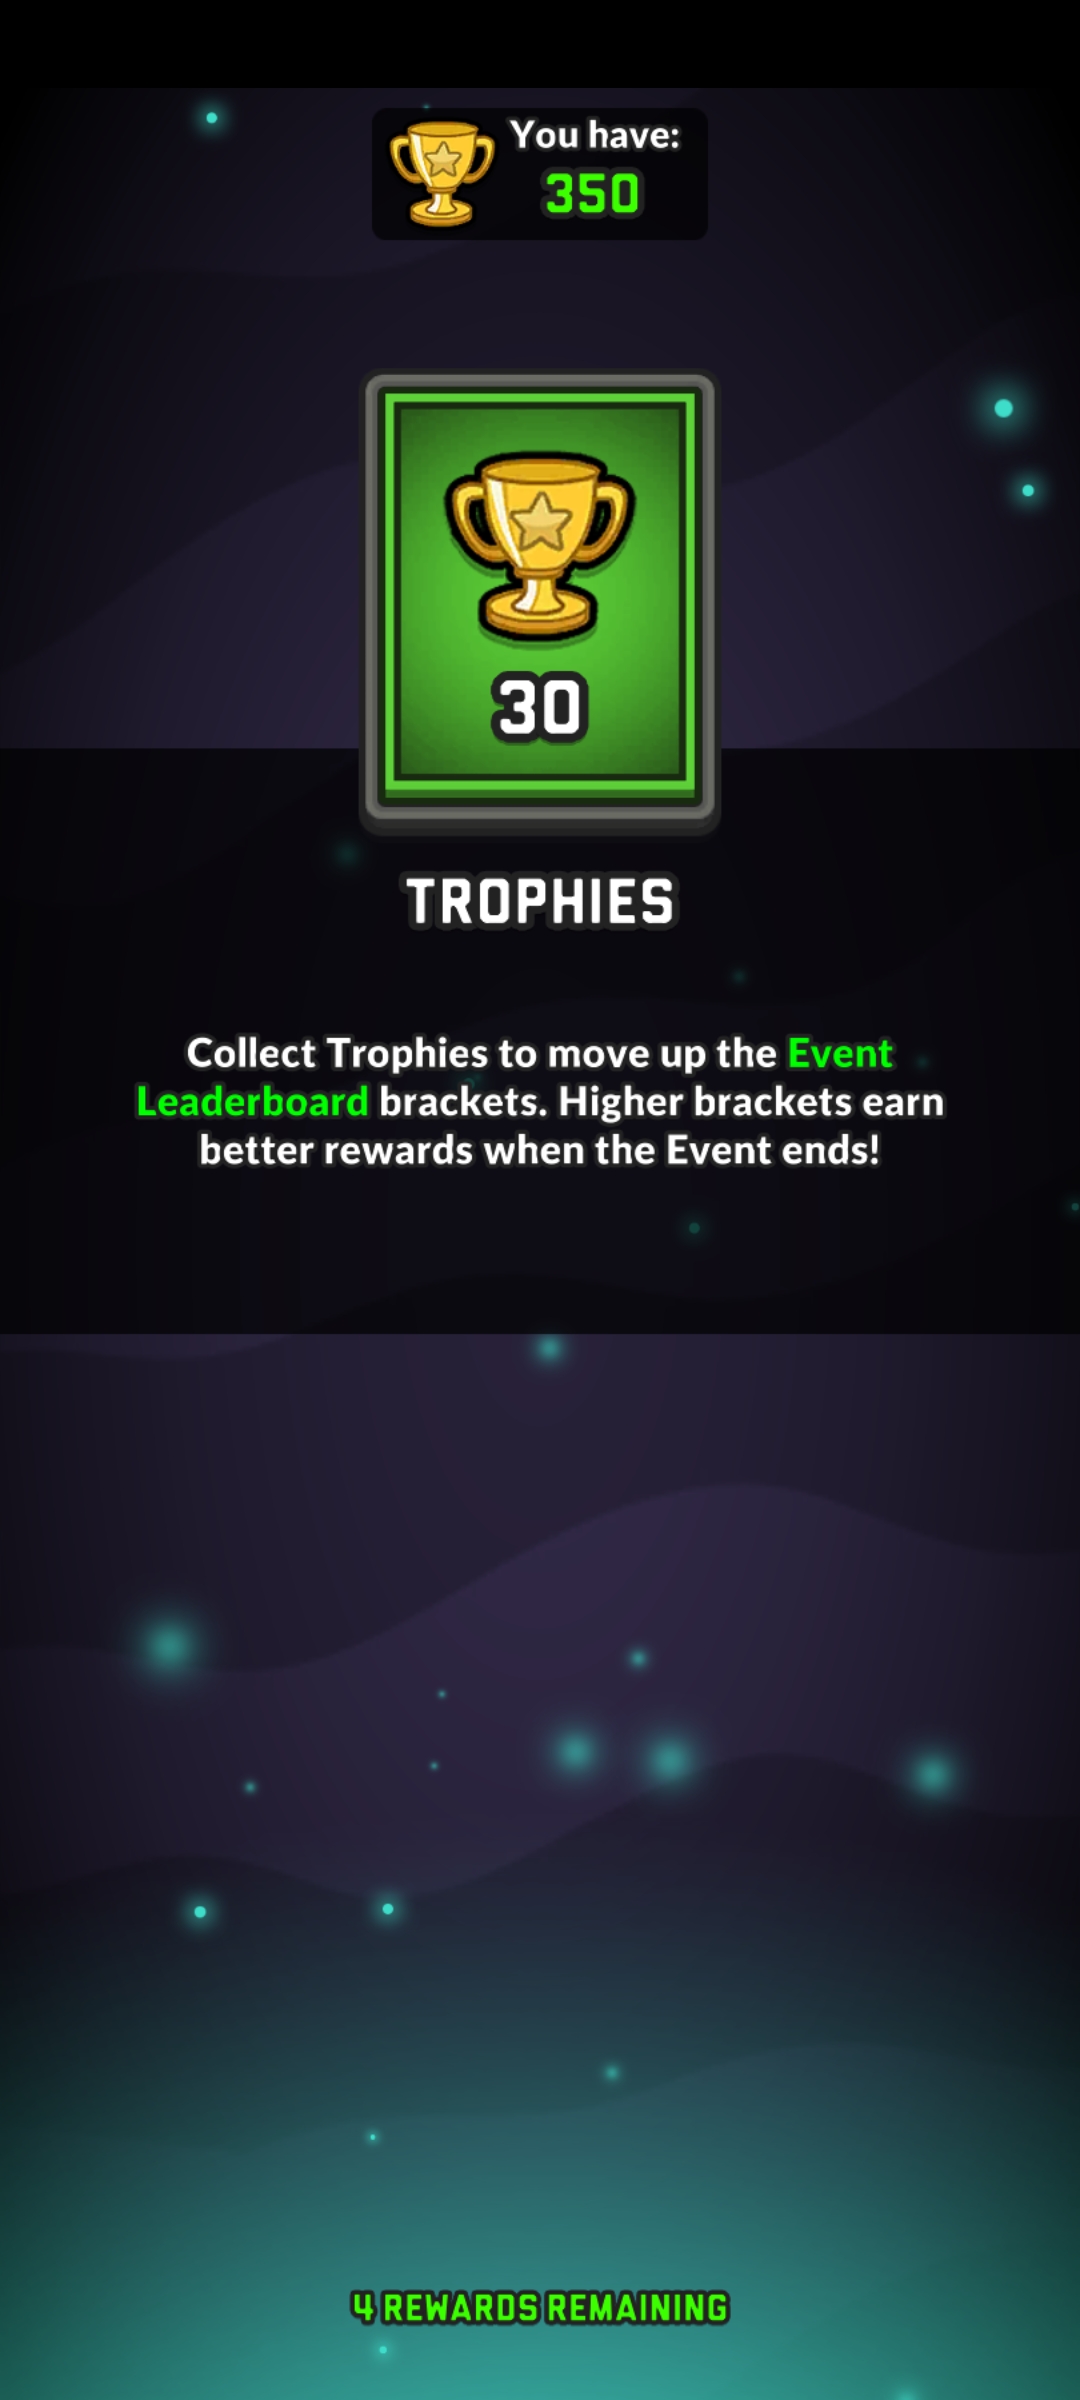 You have:
350
30
TROPHIES
Collect Trophies to move up the Event
Leaderboard brackets. Higher brackets earn
better rewards when the Event ends!
4 REWARDS REMAINING